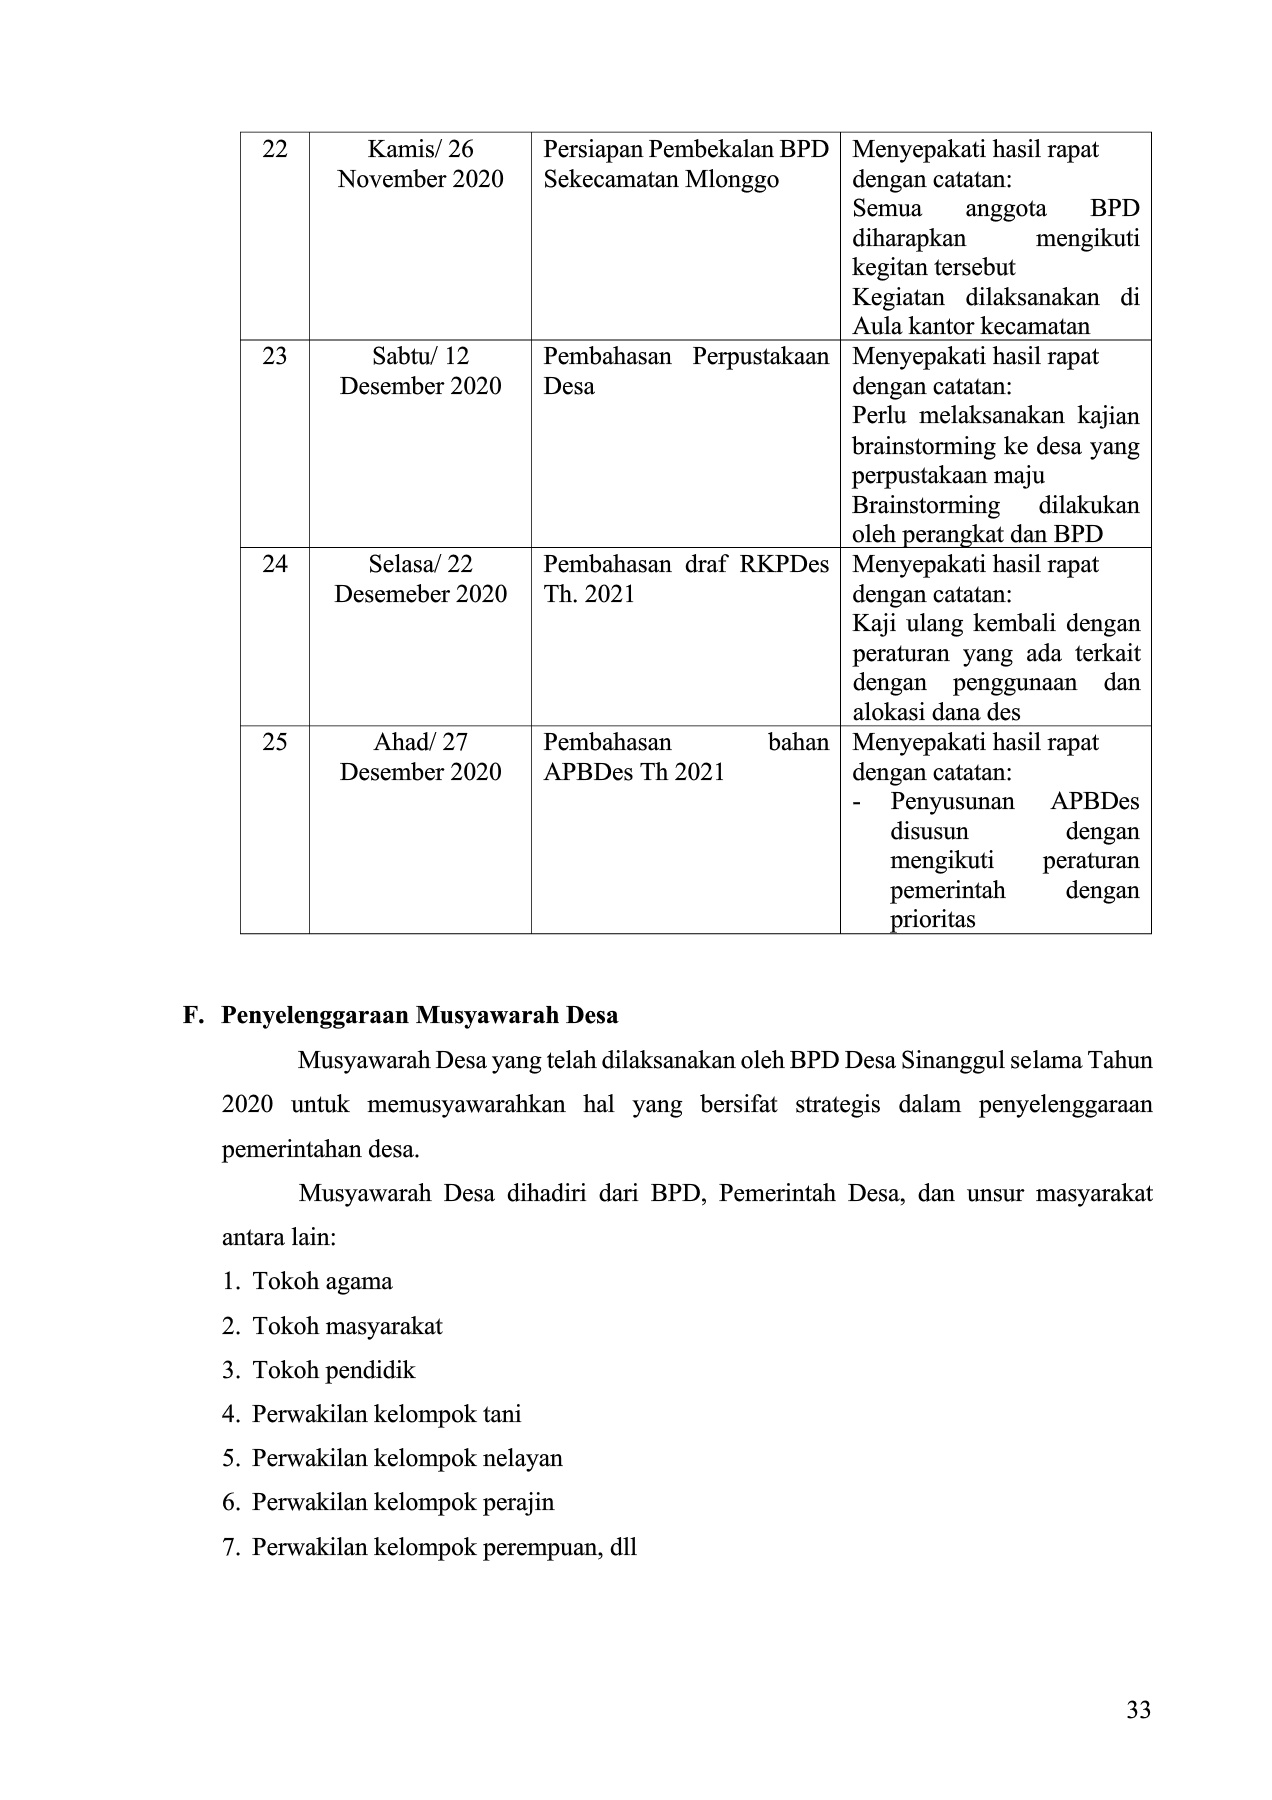 22
Kamis/ 26
November 2020
Persiapan Pembekalan BPD
Sekecamatan Mlonggo
Menyepakati hasil rapat
dengan catatan:
Semua anggota BPD
diharapkan mengikuti
kegitan tersebut
Kegiatan dilaksanakan di
Aula kantor kecamatan
23
Sabtu/ 12
Desember 2020
Pembahasan Perpustakaan
Desa
Menyepakati hasil rapat
dengan catatan:
Perlu melaksanakan kajian
brainstorming ke desa yang
perpustakaan maju
Brainstorming dilakukan
oleh perangkat dan BPD
24
Selasa/ 22
Desemeber 2020
Pembahasan draf RKPDes
Th. 2021
Menyepakati hasil rapat
dengan catatan:
Kaji ulang kembali dengan
peraturan yang ada terkait
dengan penggunaan dan
alokasi dana des
25
Ahad/ 27
Desember 2020
Pembahasan bahan
APBDes Th 2021
Menyepakati hasil rapat
dengan catatan:
- Penyusunan APBDes
disusun dengan
mengikuti peraturan
pemerintah dengan
prioritas
F. Penyelenggaraan Musyawarah Desa
Musyawarah Desa yang telah dilaksanakan oleh BPD Desa Sinanggul selama Tahun
2020 untuk memusyawarahkan hal yang bersifat strategis dalam penyelenggaraan
pemerintahan desa.
Musyawarah Desa dihadiri dari BPD, Pemerintah Desa, dan unsur masyarakat
antara lain:
1. Tokoh agama
2. Tokoh masyarakat
3. Tokoh pendidik
4. Perwakilan kelompok tani
5. Perwakilan kelompok nelayan
6. Perwakilan kelompok perajin
7. Perwakilan kelompok perempuan, dll
33